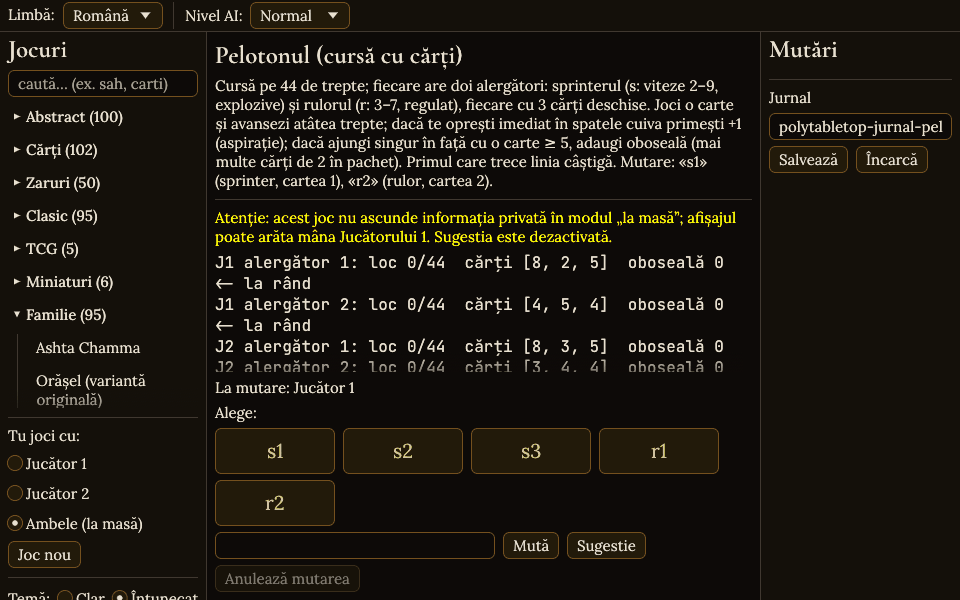 Limbă: Română ▼ Nivel AI: Normal ▼
Jocuri
caută... (ex. sah, carti)
▸ Abstract (100)
▸ Cărți (102)
▸ Zaruri (50)
▸ Clasic (95)
▸ TCG (5)
▸ Miniaturi (6)
▾ Familie (95)
Ashta Chamma
Orășel (variantă
originală)
Tu joci cu:
Jucător 1
Jucător 2
Ambele (la masă)
Joc nou
Temă: Clar Întunecat
Pelotonul (cursă cu cărți)
Cursă pe 44 de trepte; fiecare are doi alergători: sprinterul (s: viteze 2–9,
explozive) și rulorul (r: 3–7, regulat), fiecare cu 3 cărți deschise. Joci o carte
și avansezi atâtea trepte; dacă te oprești imediat în spatele cuiva primești +1
(aspirație); dacă ajungi singur în față cu o carte ≥ 5, adaugi oboseală (mai
multe cărți de 2 în pachet). Primul care trece linia câștigă. Mutare: «s1»
(sprinter, cartea 1), «r2» (rulor, cartea 2).
Atenție: acest joc nu ascunde informația privată în modul „la masă”; afișajul
poate arăta mâna Jucătorului 1. Sugestia este dezactivată.
J1 alergător 1: loc 0/44 cărți [8, 2, 5] oboseală 0
← la rând
J1 alergător 2: loc 0/44 cărți [4, 5, 4] oboseală 0
← la rând
J2 alergător 1: loc 0/44 cărți [8, 3, 5] oboseală 0
J2 alergător 2: loc 0/44 cărți [3, 4, 4] oboseală 0
La mutare: Jucător 1
Alege:
s1 s2 s3 r1
r2
Mută Sugestie
Anulează mutarea
Mutări
Jurnal
polytabletop-jurnal-pel
Salvează Încarcă